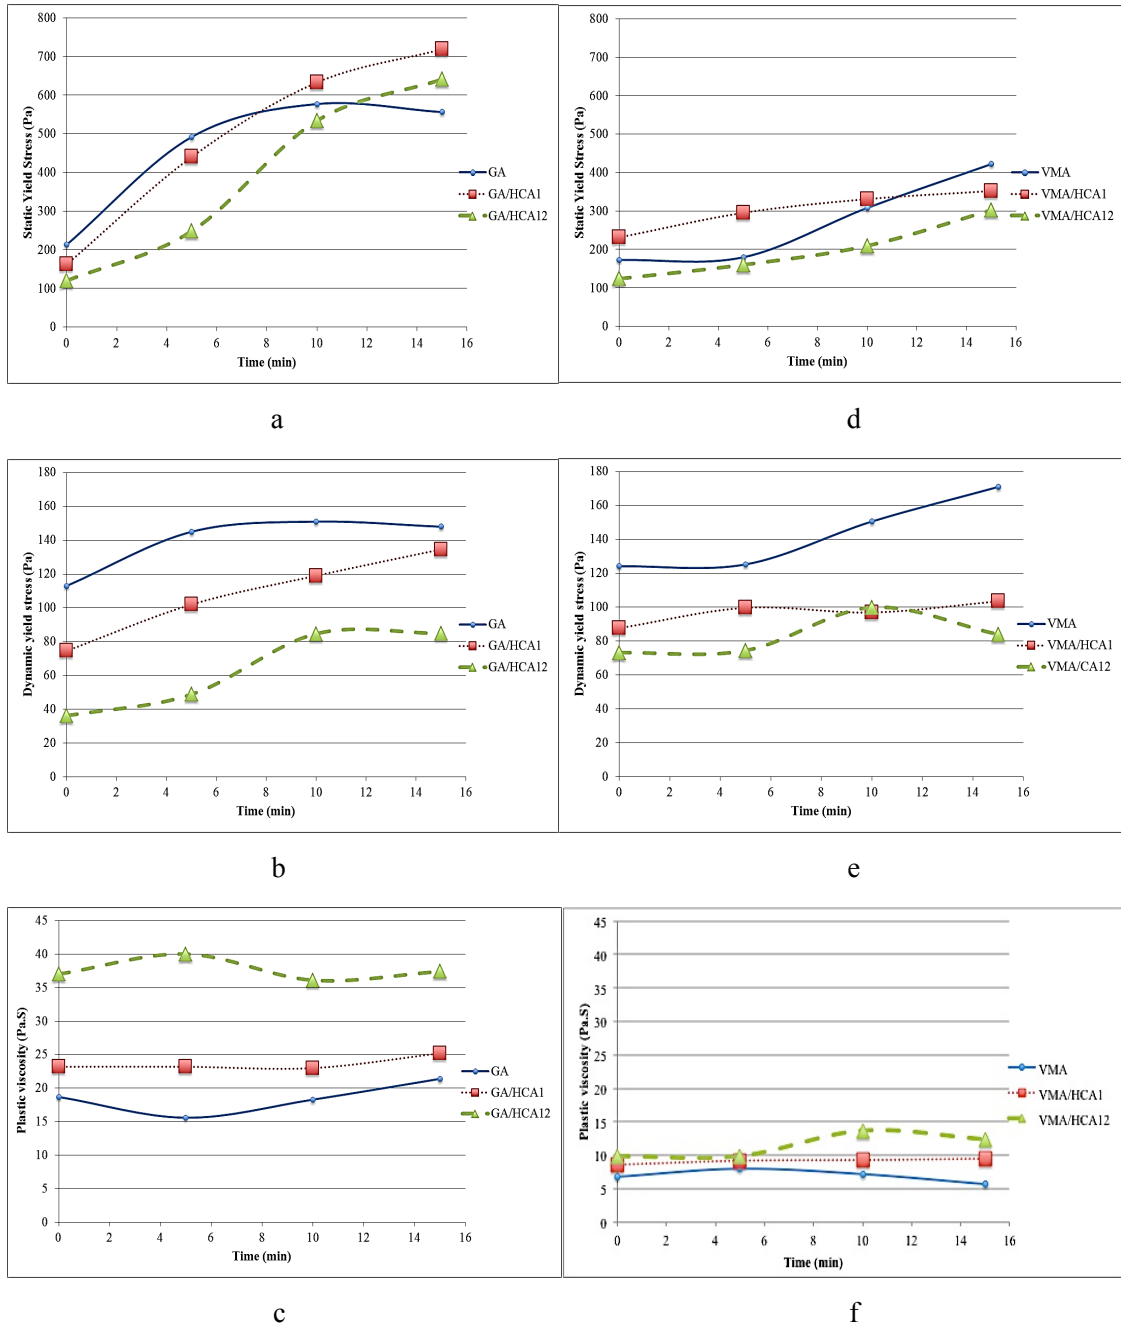 800
700
600
500
400
300
200
100
0
Static Yield Stress (Pa)
0 2 4 6 8 10 12 14 16
Time (min)
GA
GA/HCA1
GA/HCA12
a
800
700
600
500
400
300
200
100
0
Static Yield Stress (Pa)
0 2 4 6 8 10 12 14 16
Time (min)
VMA
VMA/HCA1
VMA/HCA12
d
180
160
140
120
100
80
60
40
20
0
Dynamic yield stress (Pa)
0 2 4 6 8 10 12 14 16
Time (min)
GA
GA/HCA1
GA/HCA12
b
180
160
140
120
100
80
60
40
20
0
Dynamic yield stress (Pa)
0 2 4 6 8 10 12 14 16
Time (min)
VMA
VMA/HCA1
VMA/CA12
e
45
40
35
30
25
20
15
10
5
0
Plastic viscosity (Pa.S)
0 2 4 6 8 10 12 14 16
Time (min)
GA
GA/HCA1
GA/HCA12
c
45
40
35
30
25
20
15
10
5
0
Plastic viscosity (Pa.S)
0 2 4 6 8 10 12 14 16
Time (min)
VMA
VMA/HCA1
VMA/HCA12
f